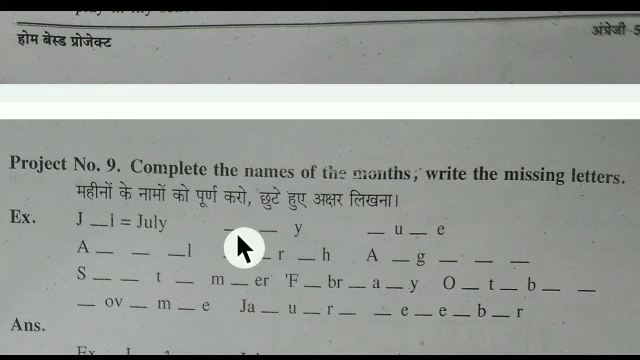 होम बेस्ड प्रोजेक्ट
अंग्रेजी-5
Project No. 9. Complete the names of the months, write the missing letters.
महीनों के नामों को पूर्ण करो, छुटे हुए अक्षर लिखना।
Ex. J __ i = July __ __ y __ u __ e
A __ __ __ l __ r __ h A __ g __ __ __
S __ __ t __ m __ er 'F __ br __ a __ y O __ t __ b __ __
__ ov __ m __ e Ja __ u __ r __ __ e __ e __ b __ r
Ans.